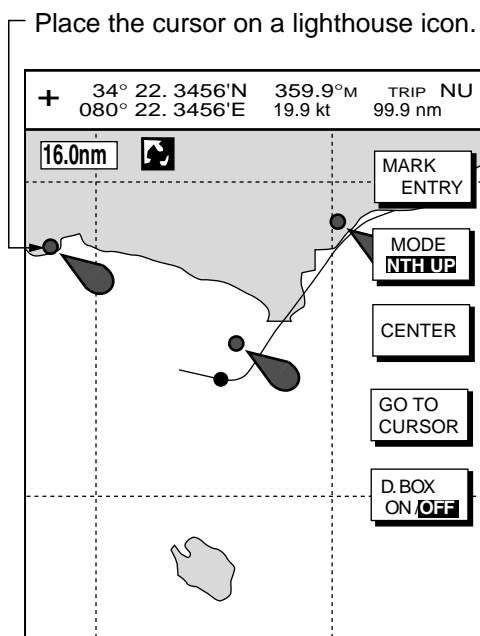 Place the cursor on a lighthouse icon.
+ 34° 22. 3456'N 359.9°M TRIP NU
080° 22. 3456'E 19.9 kt 99.9 nm
16.0nm
MARK
ENTRY
MODE
NTH UP
CENTER
GO TO
CURSOR
D. BOX
ON/OFF